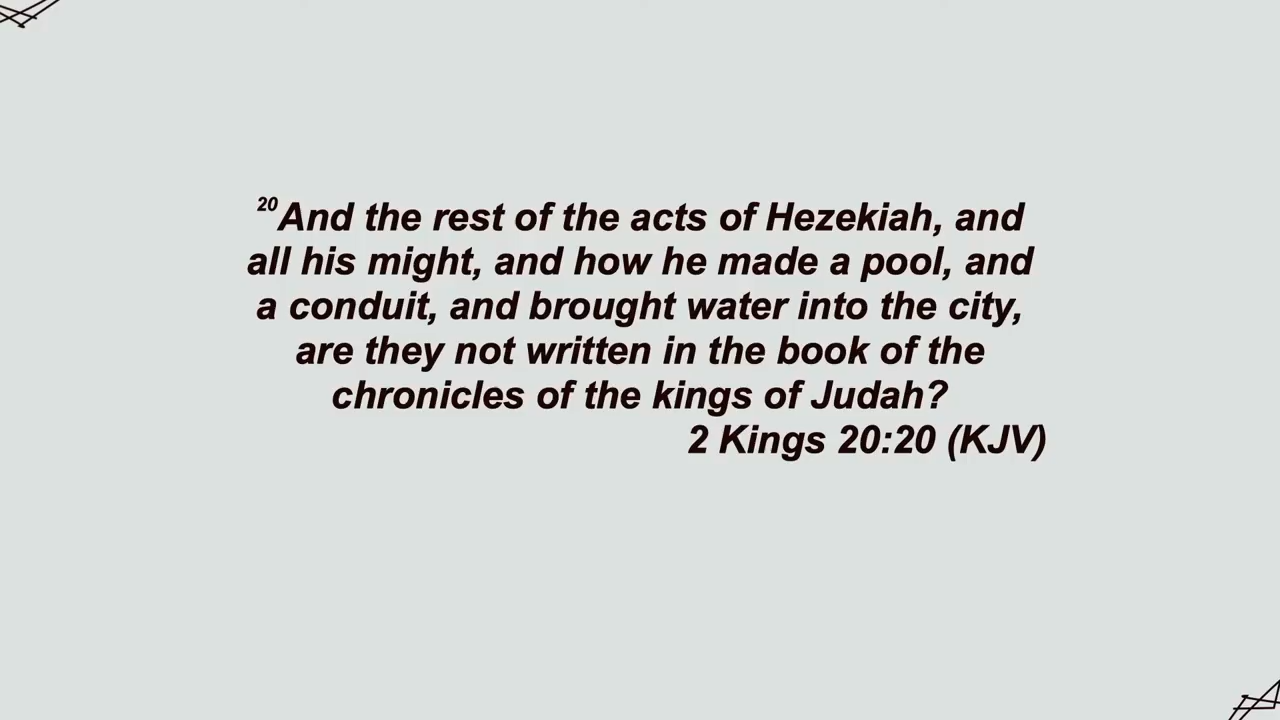 20And the rest of the acts of Hezekiah, and
all his might, and how he made a pool, and
a conduit, and brought water into the city,
are they not written in the book of the
chronicles of the kings of Judah?
2 Kings 20:20 (KJV)